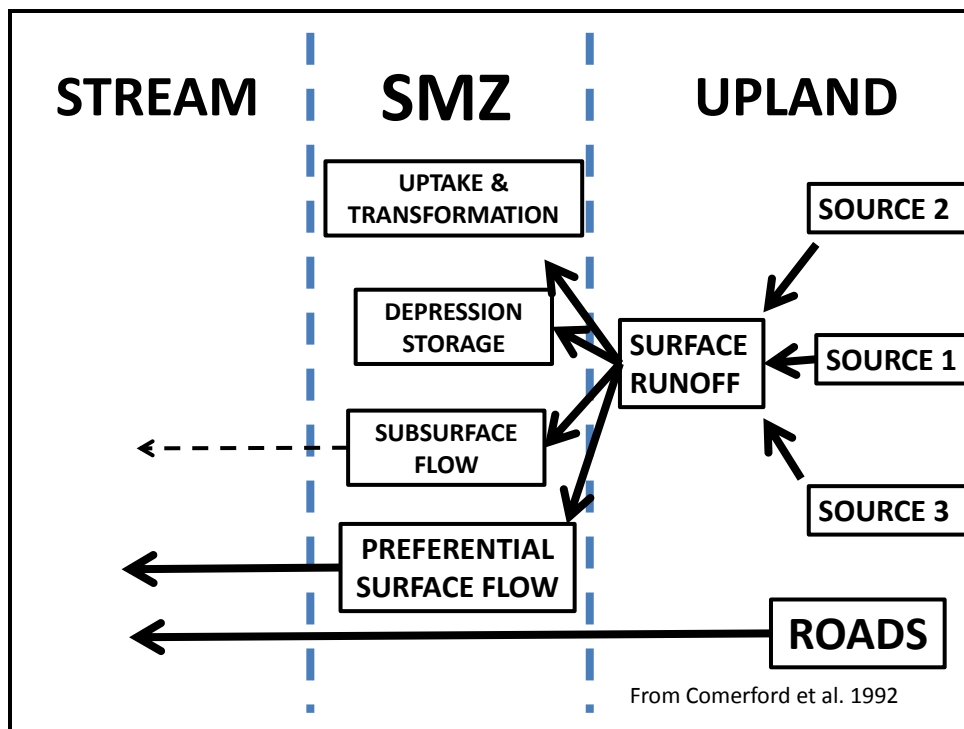 STREAM
SMZ
UPLAND
UPTAKE &
TRANSFORMATION
SOURCE 2
DEPRESSION
STORAGE
SURFACE
RUNOFF
SOURCE 1
SUBSURFACE
FLOW
SOURCE 3
PREFERENTIAL
SURFACE FLOW
ROADS
From Comerford et al. 1992